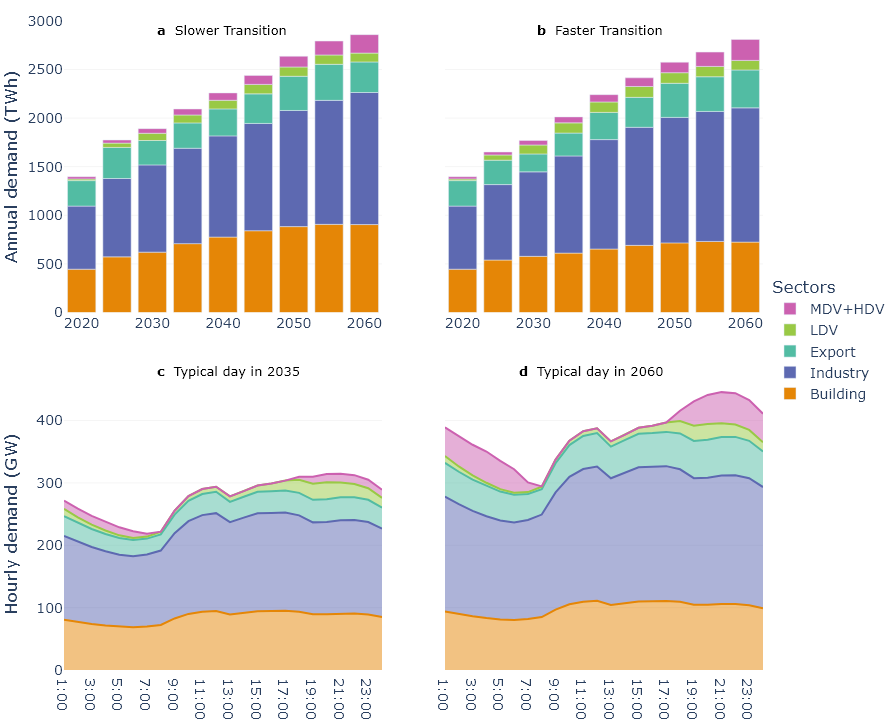 a Slower Transition
b Faster Transition
Annual demand (TWh)
3000
2500
2000
1500
1000
500
0
2020 2030 2040 2050 2060
2020 2030 2040 2050 2060
Sectors
MDV+HDV
LDV
Export
Industry
Building
c Typical day in 2035
d Typical day in 2060
Hourly demand (GW)
400
300
200
100
0
1:00 3:00 5:00 7:00 9:00 11:00 13:00 15:00 17:00 19:00 21:00 23:00
1:00 3:00 5:00 7:00 9:00 11:00 13:00 15:00 17:00 19:00 21:00 23:00